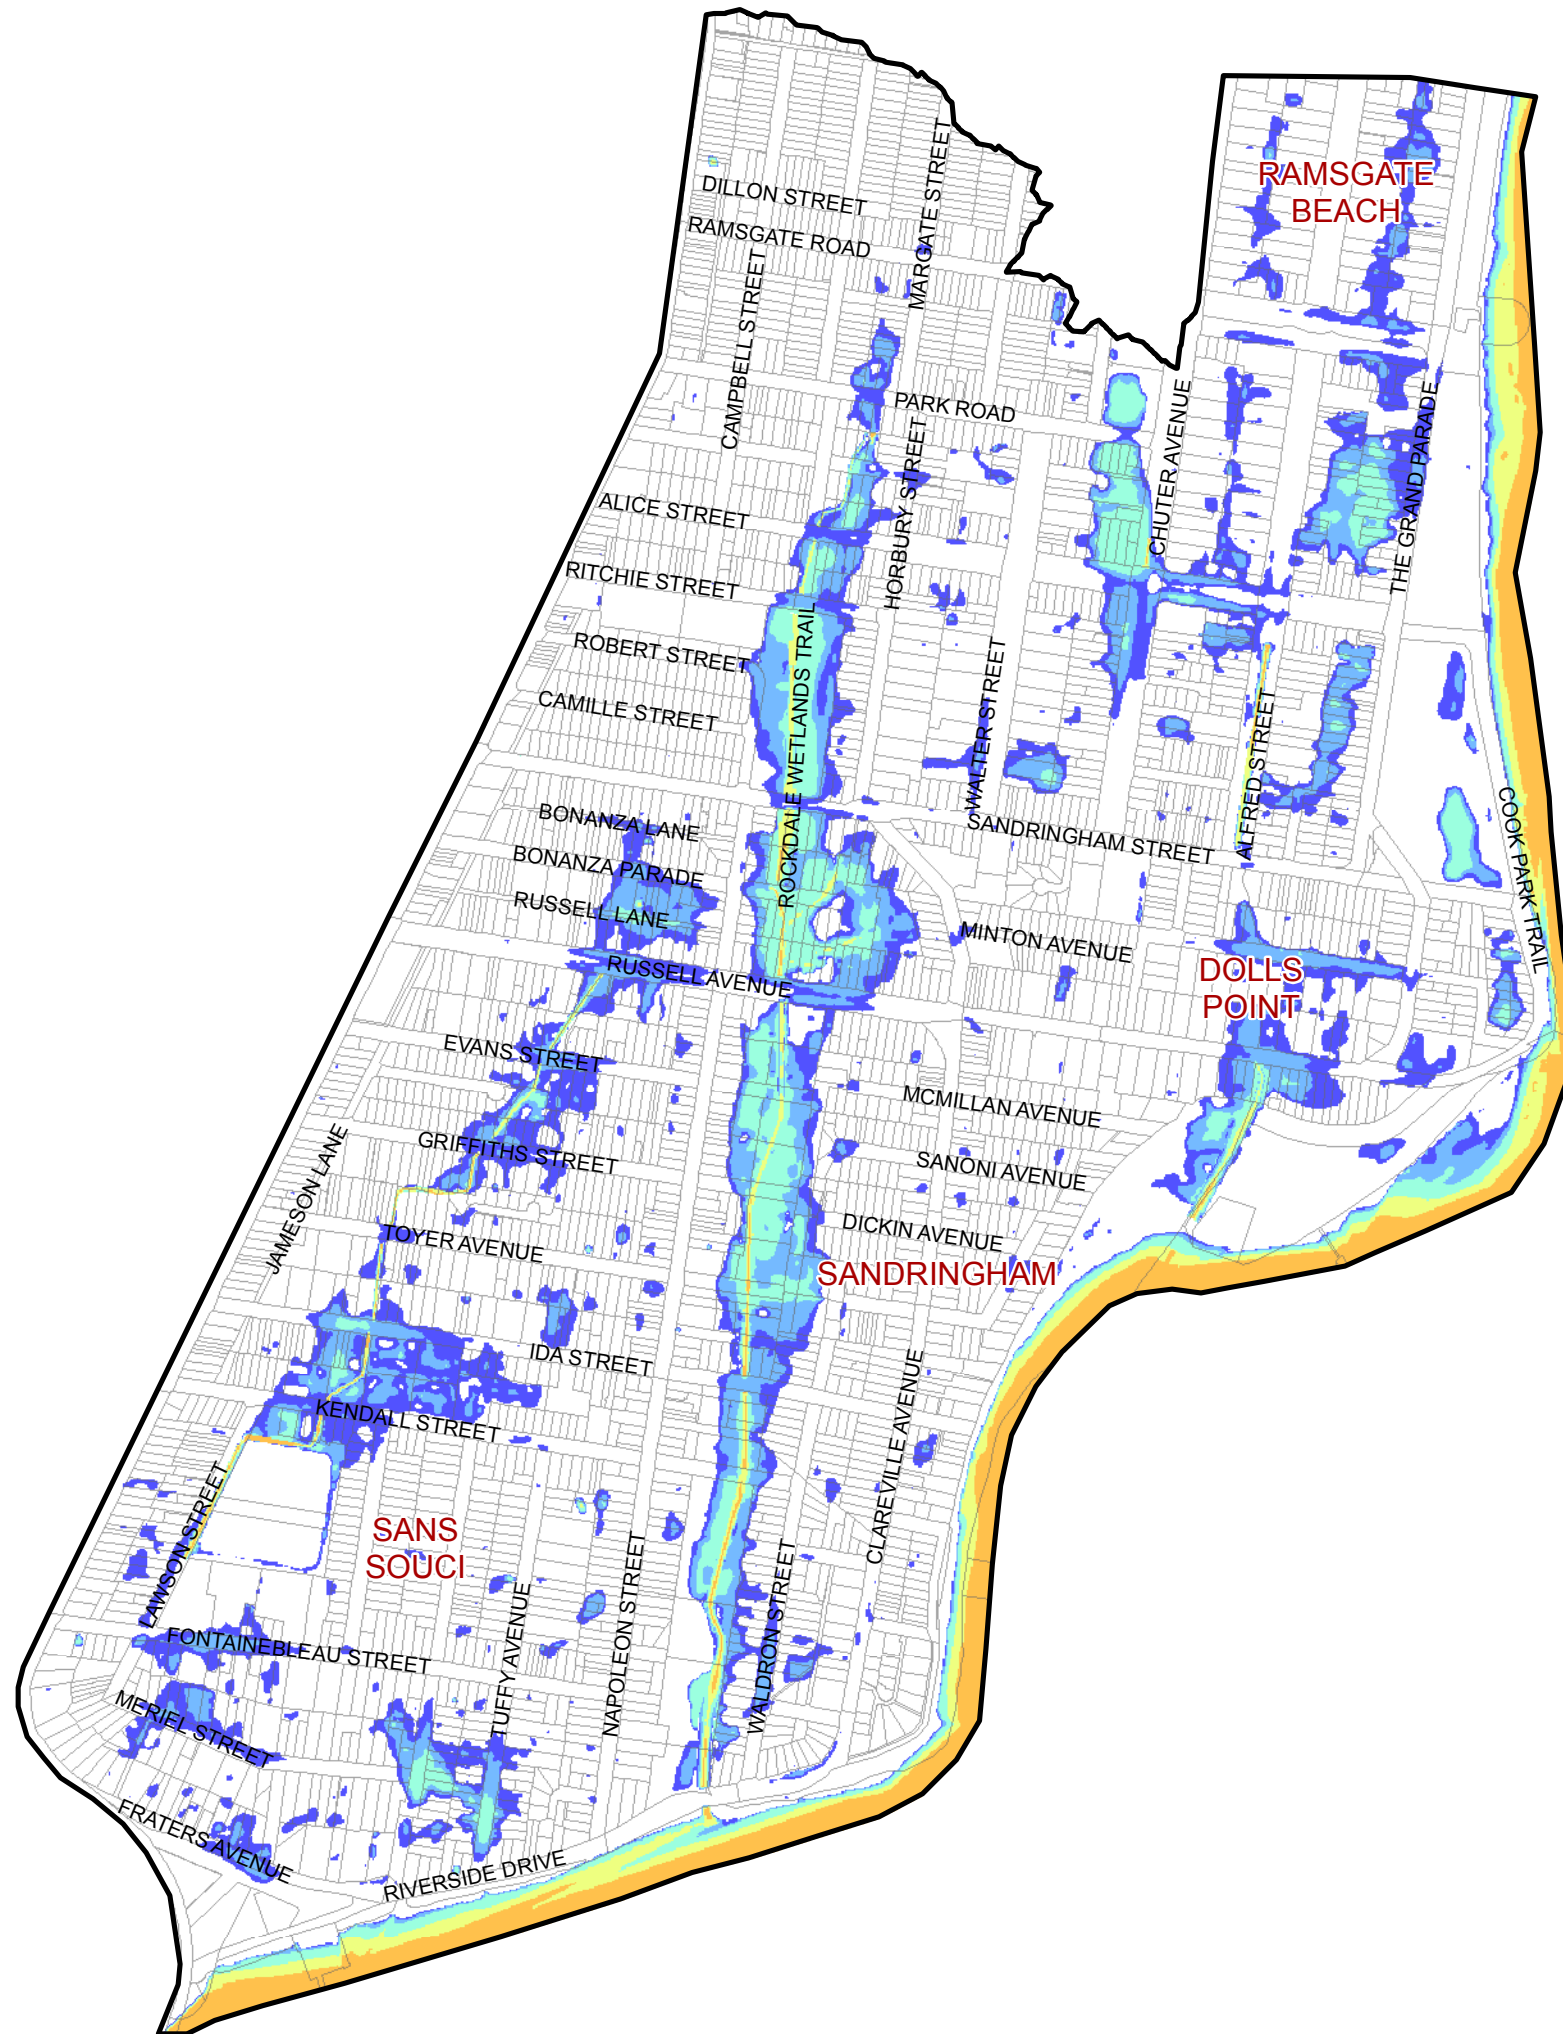 RAMSGATE
BEACH
DILLON STREET
MARGATE STREET
RAMSGATE ROAD
CAMPBELL STREET
PARK ROAD
CHUTER AVENUE
THE GRAND PARADE
HORBURY STREET
ALICE STREET
RITCHIE STREET
ROBERT STREET
ROCKDALE WETLANDS TRAIL
WALTER STREET
CAMILLE STREET
ALFRED STREET
COOK PARK TRAIL
BONANZA LANE
SANDRINGHAM STREET
BONANZA PARADE
RUSSELL LANE
MINTON AVENUE
RUSSELL AVENUE
DOLLS
POINT
EVANS STREET
MCMILLAN AVENUE
GRIFFITHS STREET
SANONI AVENUE
JAMESON LANE
DICKIN AVENUE
TOYER AVENUE
SANDRINGHAM
IDA STREET
CLAREVILLE AVENUE
KENDALL STREET
LAWSON STREET
SANS
SOUCI
NAPOLEON STREET
WALDRON STREET
TUFFY AVENUE
FONTAINEBLEAU STREET
MERIEL STREET
FRATERS AVENUE
RIVERSIDE DRIVE